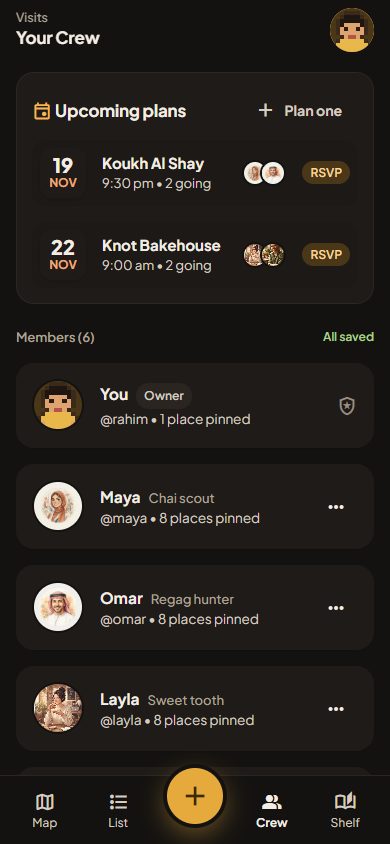 Visits
Your Crew
Upcoming plans
Plan one
19
NOV
Koukh Al Shay
9:30 pm • 2 going
RSVP
22
NOV
Knot Bakehouse
9:00 am • 2 going
RSVP
Members (6)
All saved
You Owner
@rahim • 1 place pinned
Maya Chai scout
@maya • 8 places pinned
Omar Regag hunter
@omar • 8 places pinned
Layla Sweet tooth
@layla • 8 places pinned
Map
List
Crew
Shelf